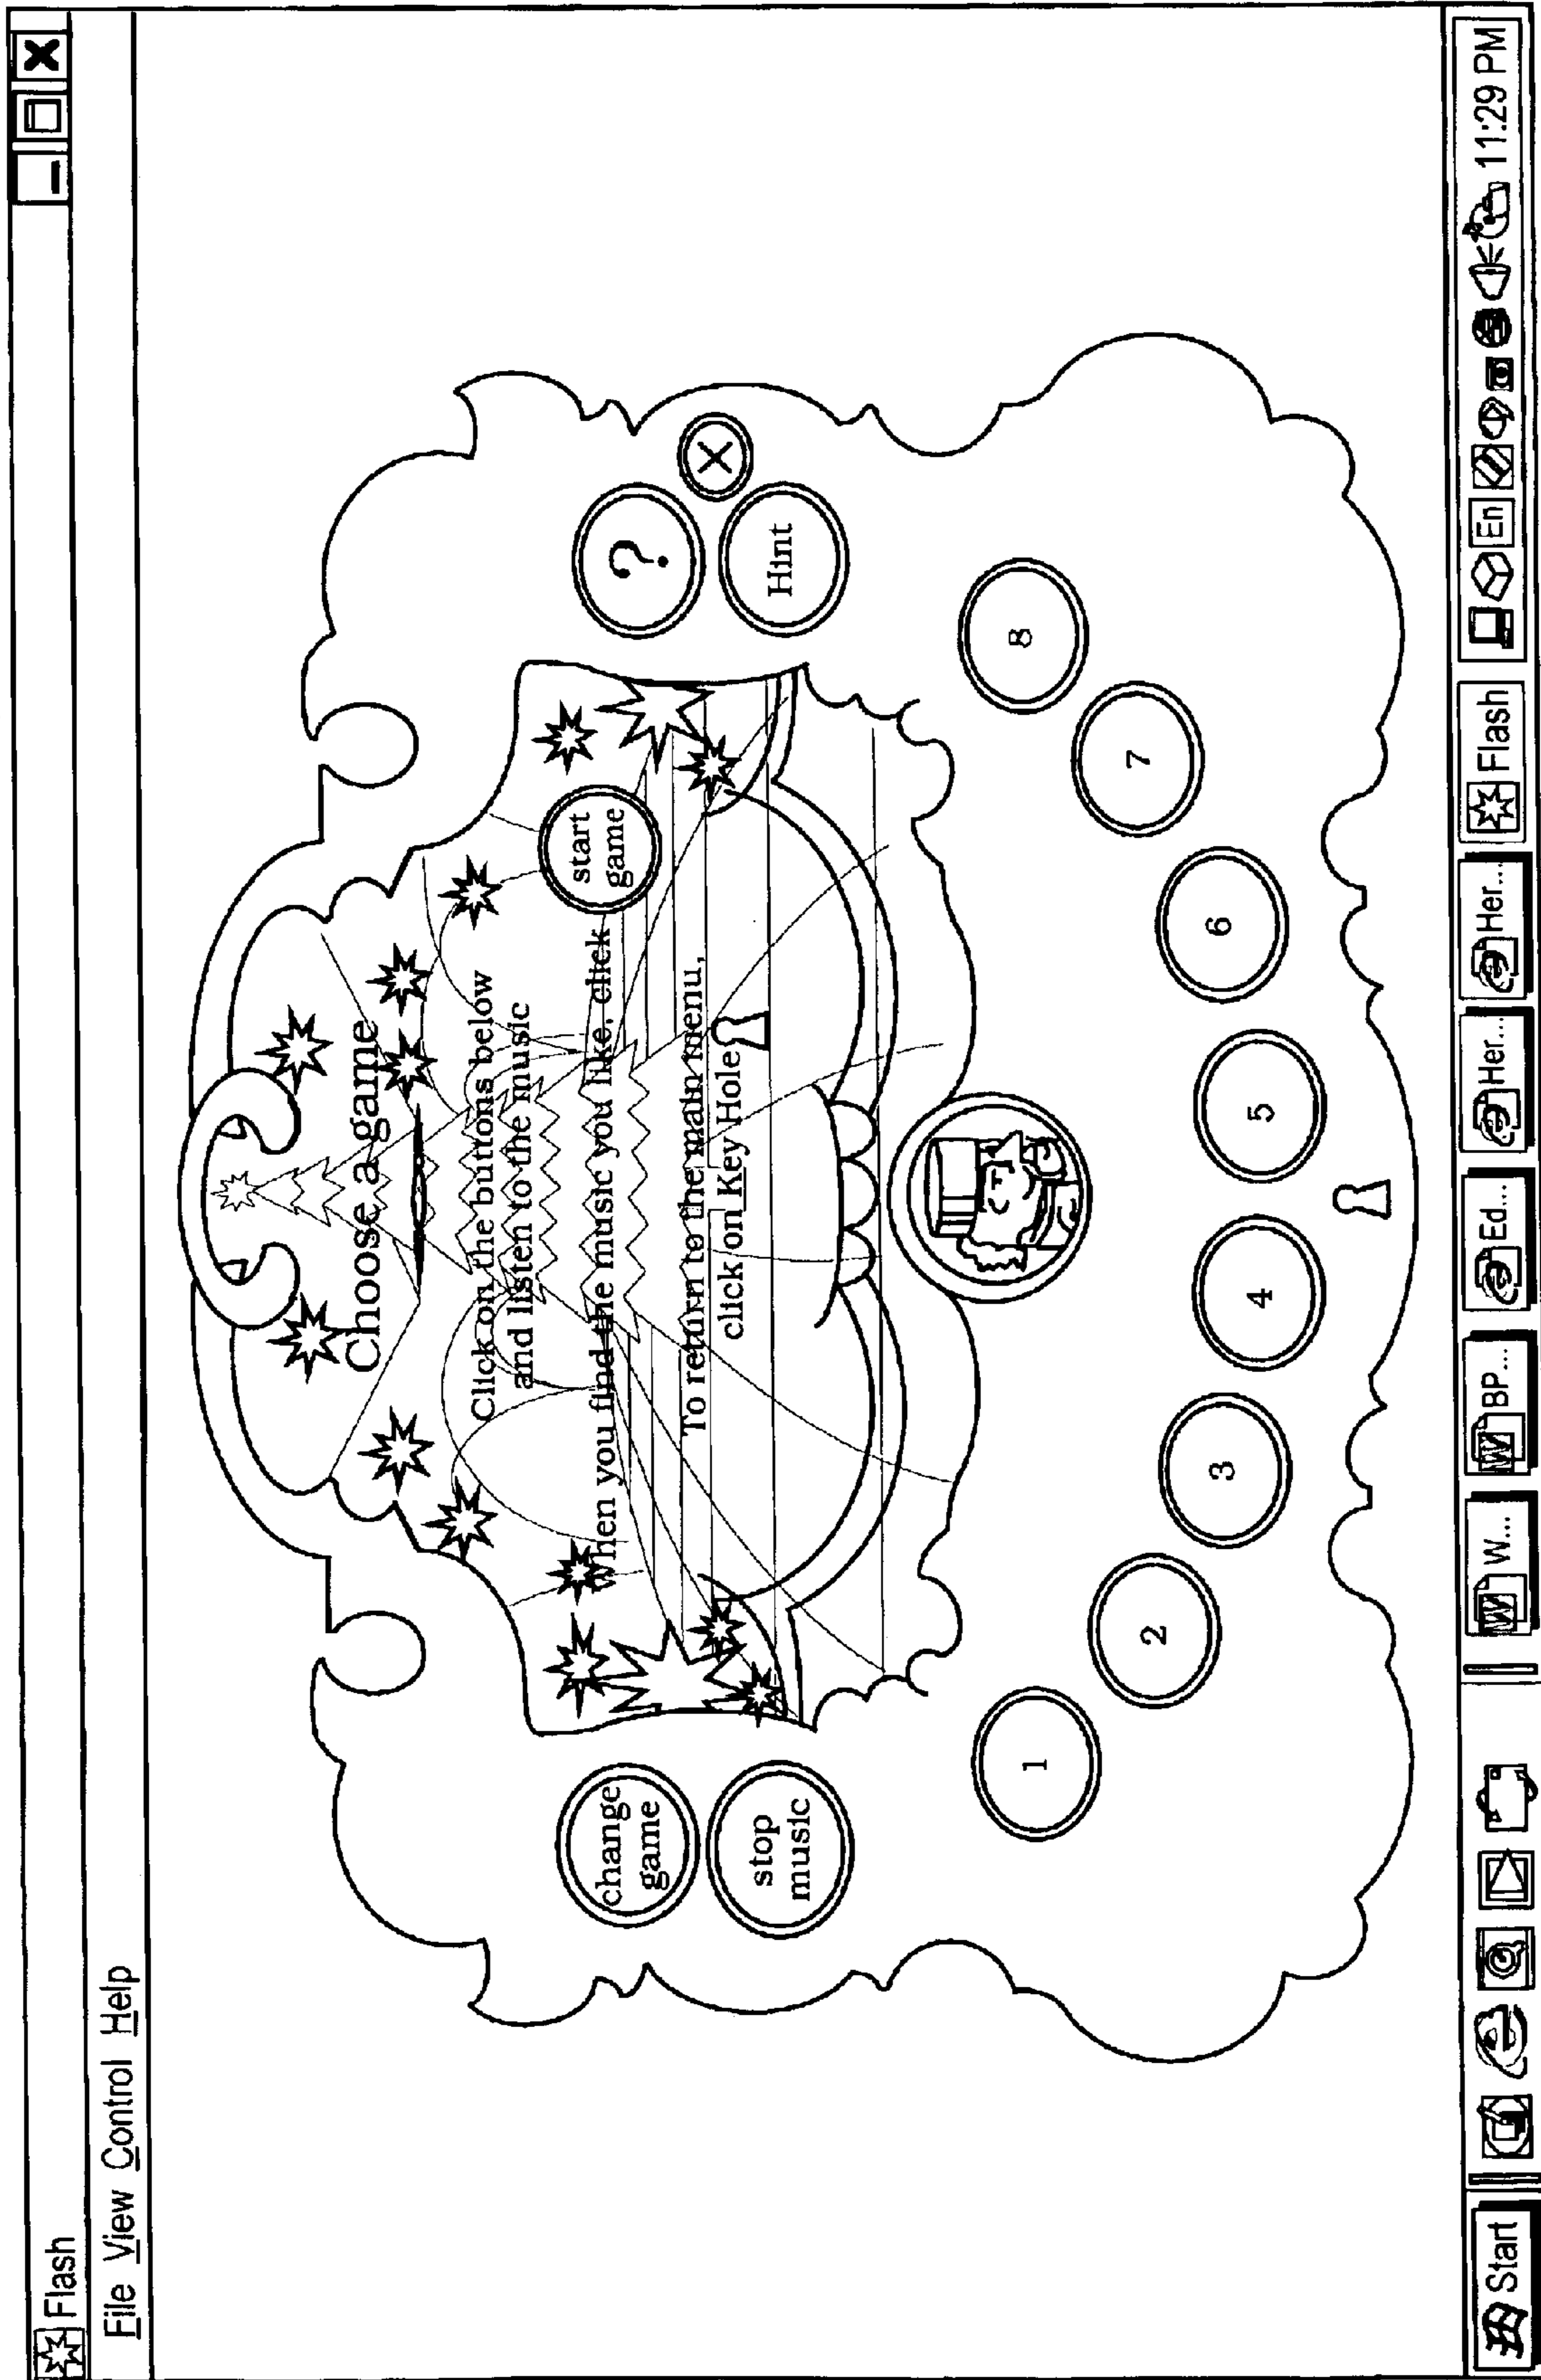 Flash
File View Control Help
Choose a game
Click on the buttons below
and listen to the music
When you find the music you like, click
start
game
To return to the main menu,
click on Key Hole
change
game
stop
music
?
X
Hint
1
2
3
4
5
6
7
8
Start
W...
BP...
Ed...
Her...
Her...
Flash
En
11:29 PM